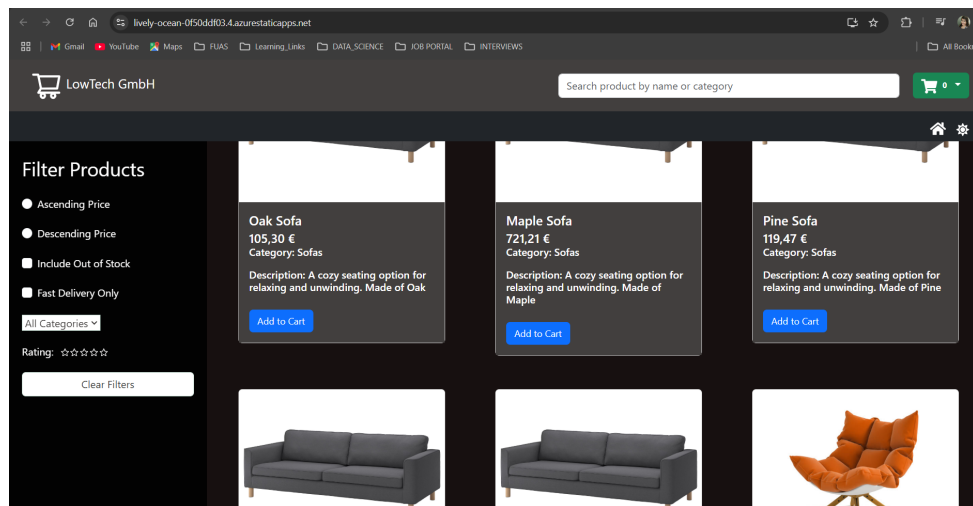 lively-ocean-0f50ddf03.4.azurestaticapps.net
Gmail YouTube Maps FUAS Learning_Links DATA_SCIENCE JOB PORTAL INTERVIEWS All Book
LowTech GmbH
Search product by name or category
0
Filter Products
Ascending Price
Descending Price
Include Out of Stock
Fast Delivery Only
All Categories
Rating:
Clear Filters
Oak Sofa
105,30 €
Category: Sofas
Description: A cozy seating option for
relaxing and unwinding. Made of Oak
Add to Cart
Maple Sofa
721,21 €
Category: Sofas
Description: A cozy seating option for
relaxing and unwinding. Made of
Maple
Add to Cart
Pine Sofa
119,47 €
Category: Sofas
Description: A cozy seating option for
relaxing and unwinding. Made of Pine
Add to Cart